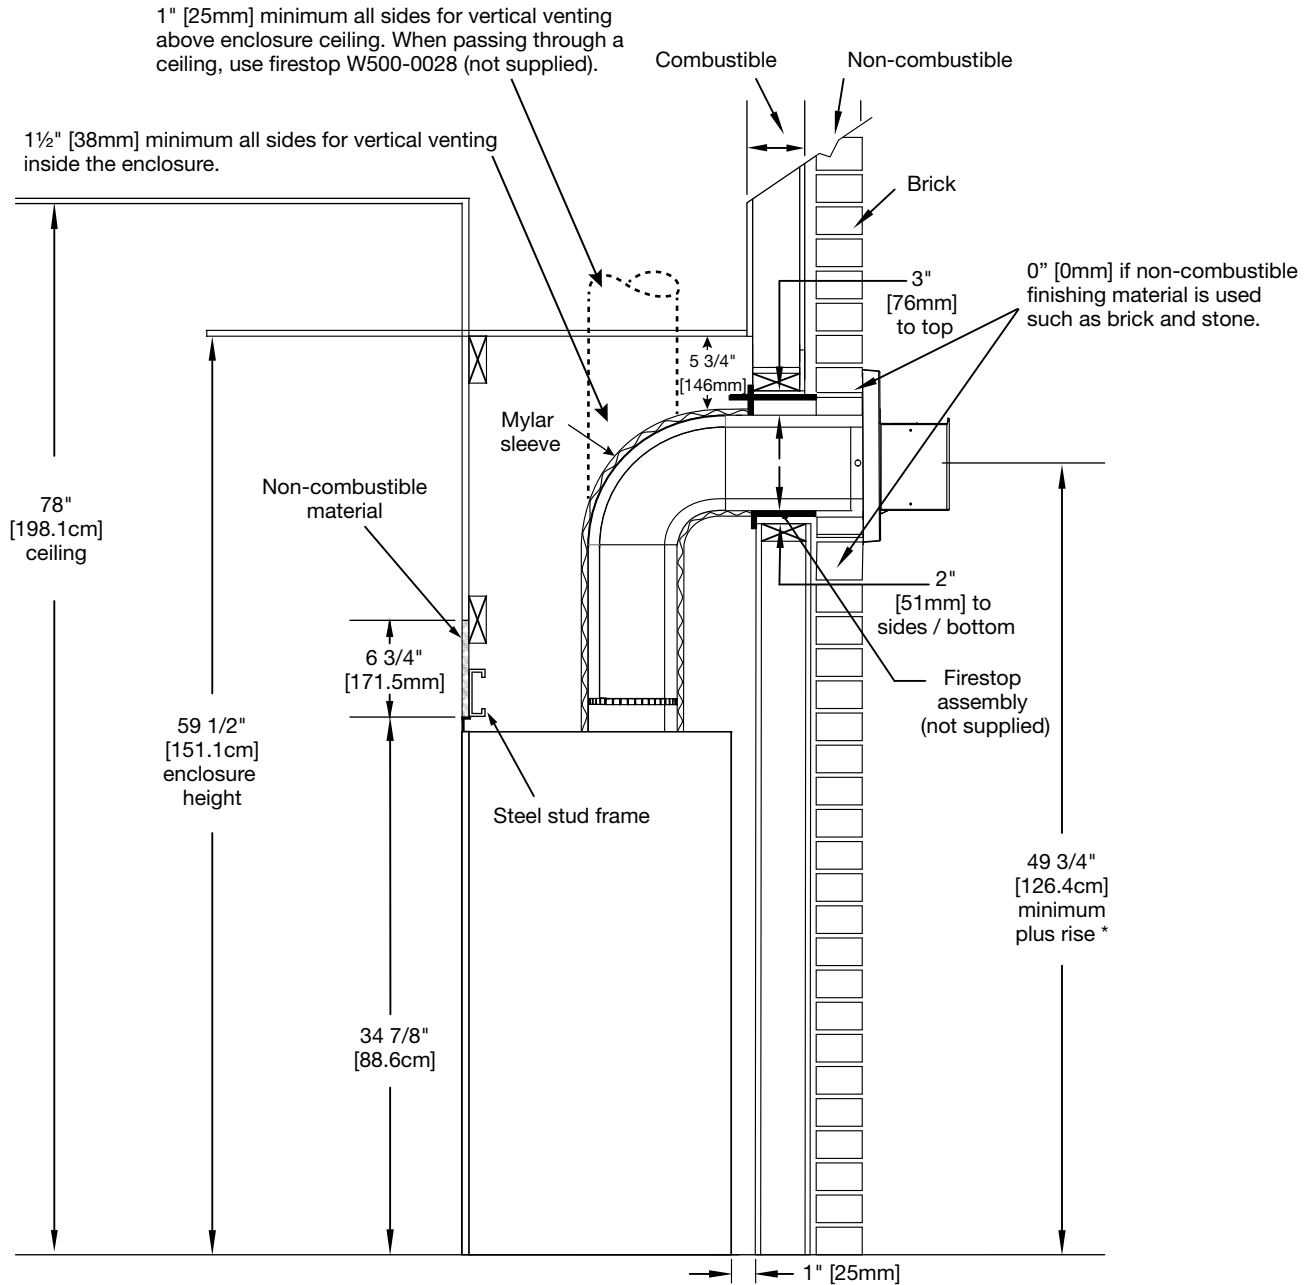 1" [25mm] minimum all sides for vertical venting
above enclosure ceiling. When passing through a
ceiling, use firestop W500-0028 (not supplied).
Combustible
Non-combustible
1½" [38mm] minimum all sides for vertical venting
inside the enclosure.
Brick
3"
[76mm]
to top
0” [0mm] if non-combustible
finishing material is used
such as brick and stone.
5 3/4"
[146mm]
Mylar
sleeve
Non-combustible
material
78"
[198.1cm]
ceiling
2"
[51mm] to
sides / bottom
6 3/4"
[171.5mm]
Firestop
assembly
(not supplied)
59 1/2"
[151.1cm]
enclosure
height
Steel stud frame
49 3/4"
[126.4cm]
minimum
plus rise *
34 7/8"
[88.6cm]
1" [25mm]